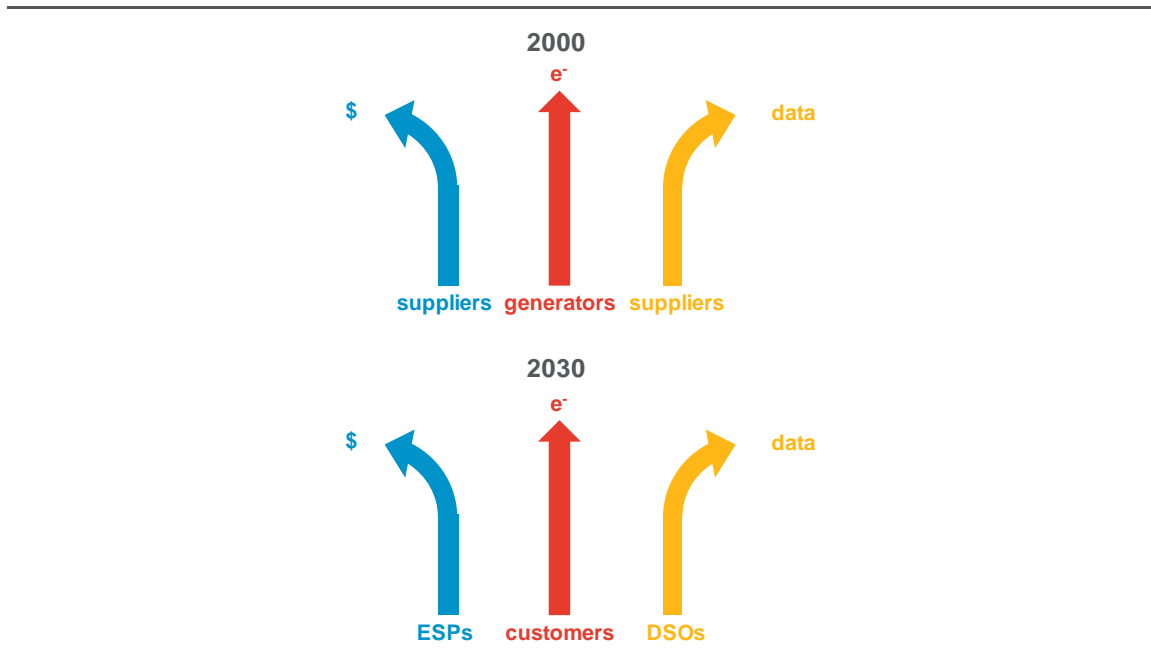 2000
e-
$
data
suppliers generators suppliers
2030
e-
$
data
ESPs customers DSOs